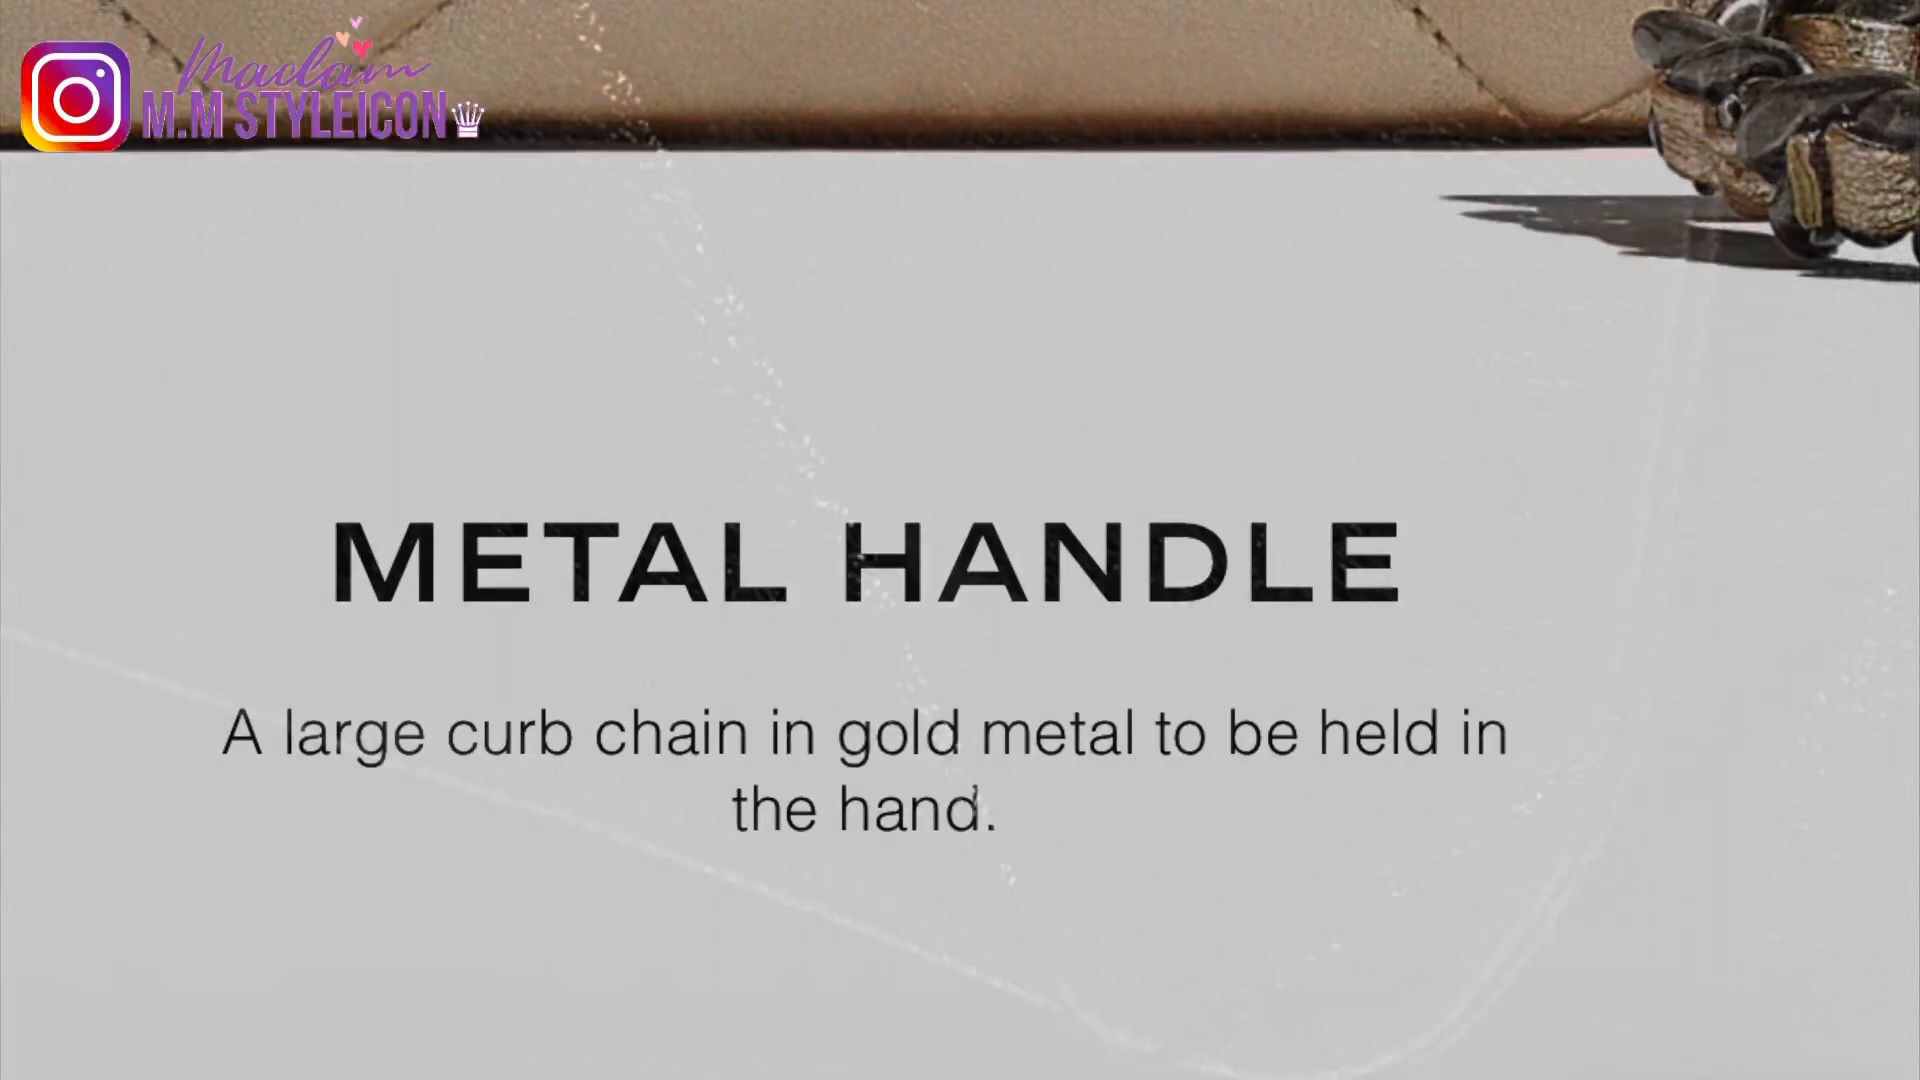 Madam
M.M STYLEICON
METAL HANDLE
A large curb chain in gold metal to be held in
the hand.